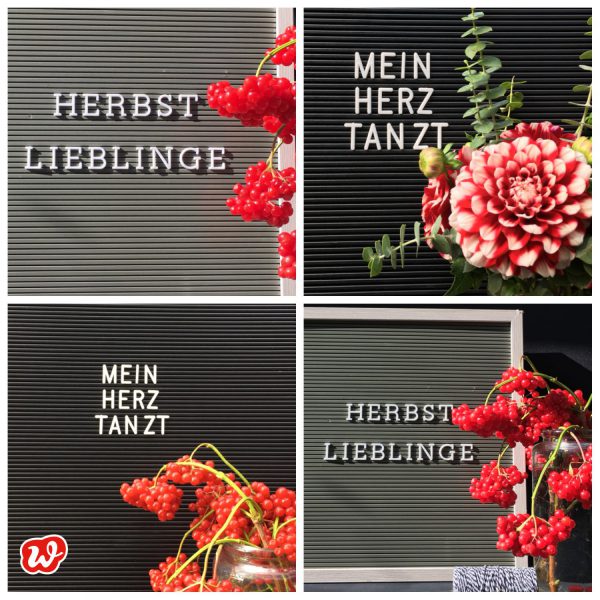 HERBST
LIEBLINGE
MEIN
HERZ
TANZT
MEIN
HERZ
TANZT
W
HERBST
LIEBLINGE